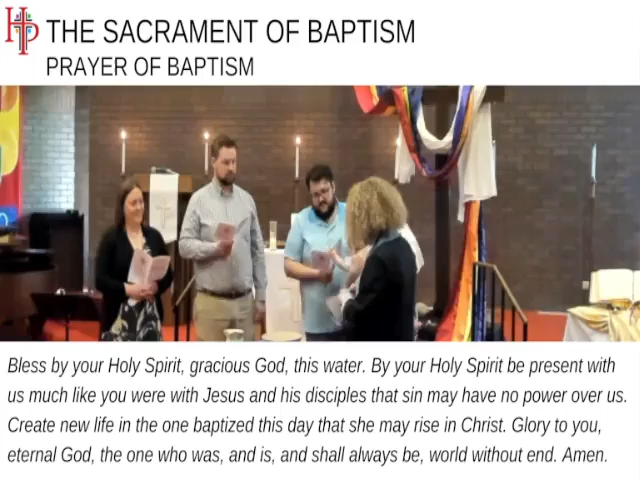 HP
THE SACRAMENT OF BAPTISM
PRAYER OF BAPTISM
Bless by your Holy Spirit, gracious God, this water. By your Holy Spirit be present with
us much like you were with Jesus and his disciples that sin may have no power over us.
Create new life in the one baptized this day that she may rise in Christ. Glory to you,
eternal God, the one who was, and is, and shall always be, world without end. Amen.